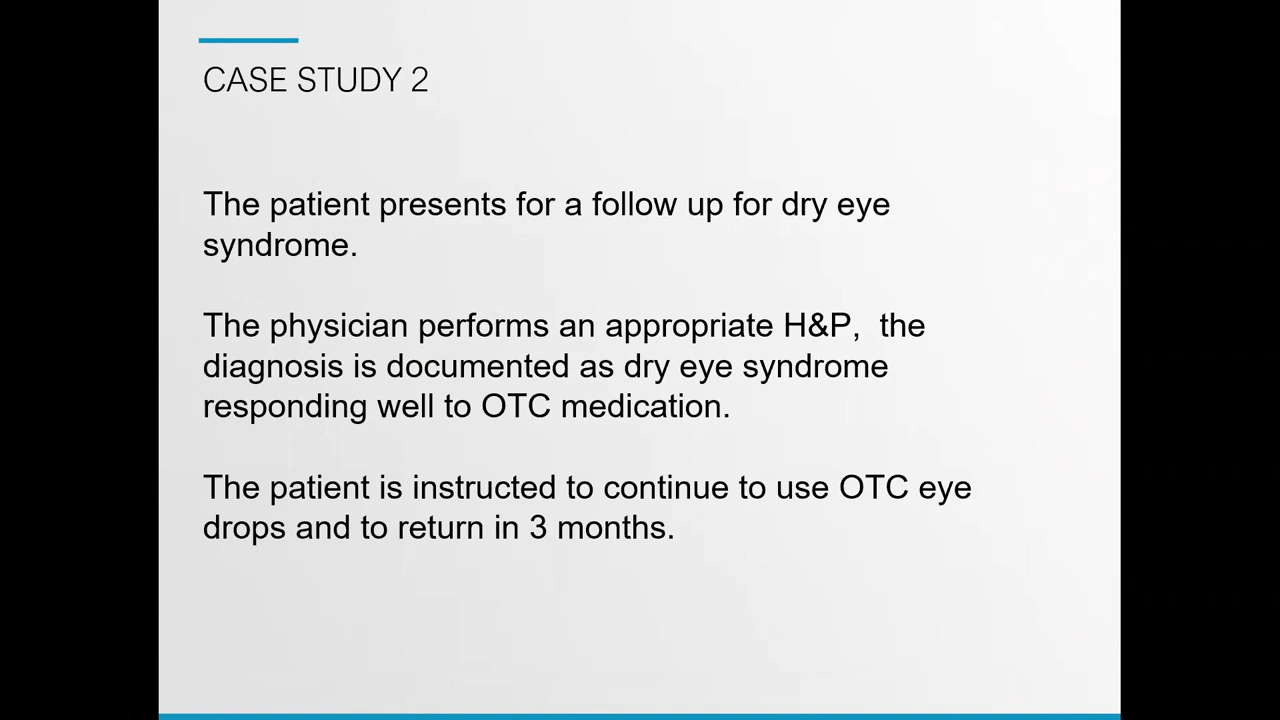 CASE STUDY 2
The patient presents for a follow up for dry eye
syndrome.
The physician performs an appropriate H&P,  the
diagnosis is documented as dry eye syndrome
responding well to OTC medication.
The patient is instructed to continue to use OTC eye
drops and to return in 3 months.